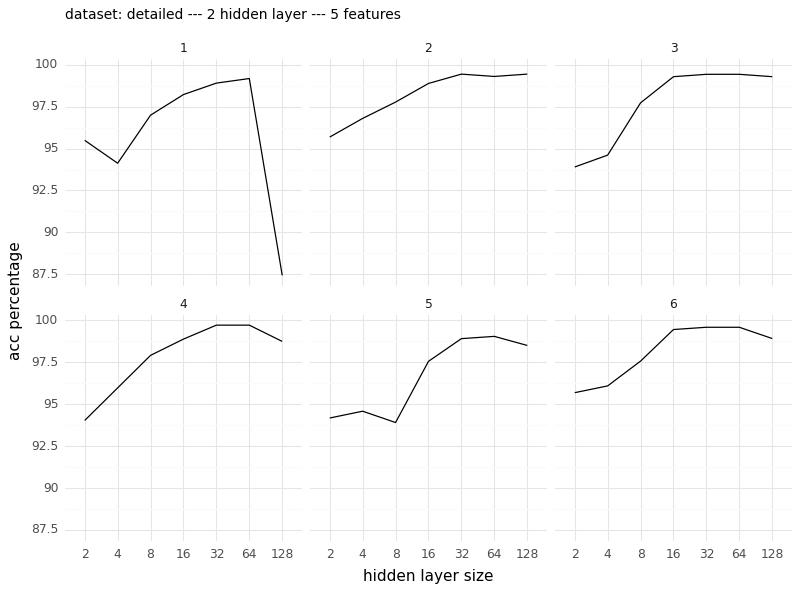 dataset: detailed --- 2 hidden layer --- 5 features
1 2 3
100
97.5
95
92.5
90
87.5
4 5 6
100
97.5
95
92.5
90
87.5
acc percentage
2 4 8 16 32 64 128 2 4 8 16 32 64 128 2 4 8 16 32 64 128
hidden layer size